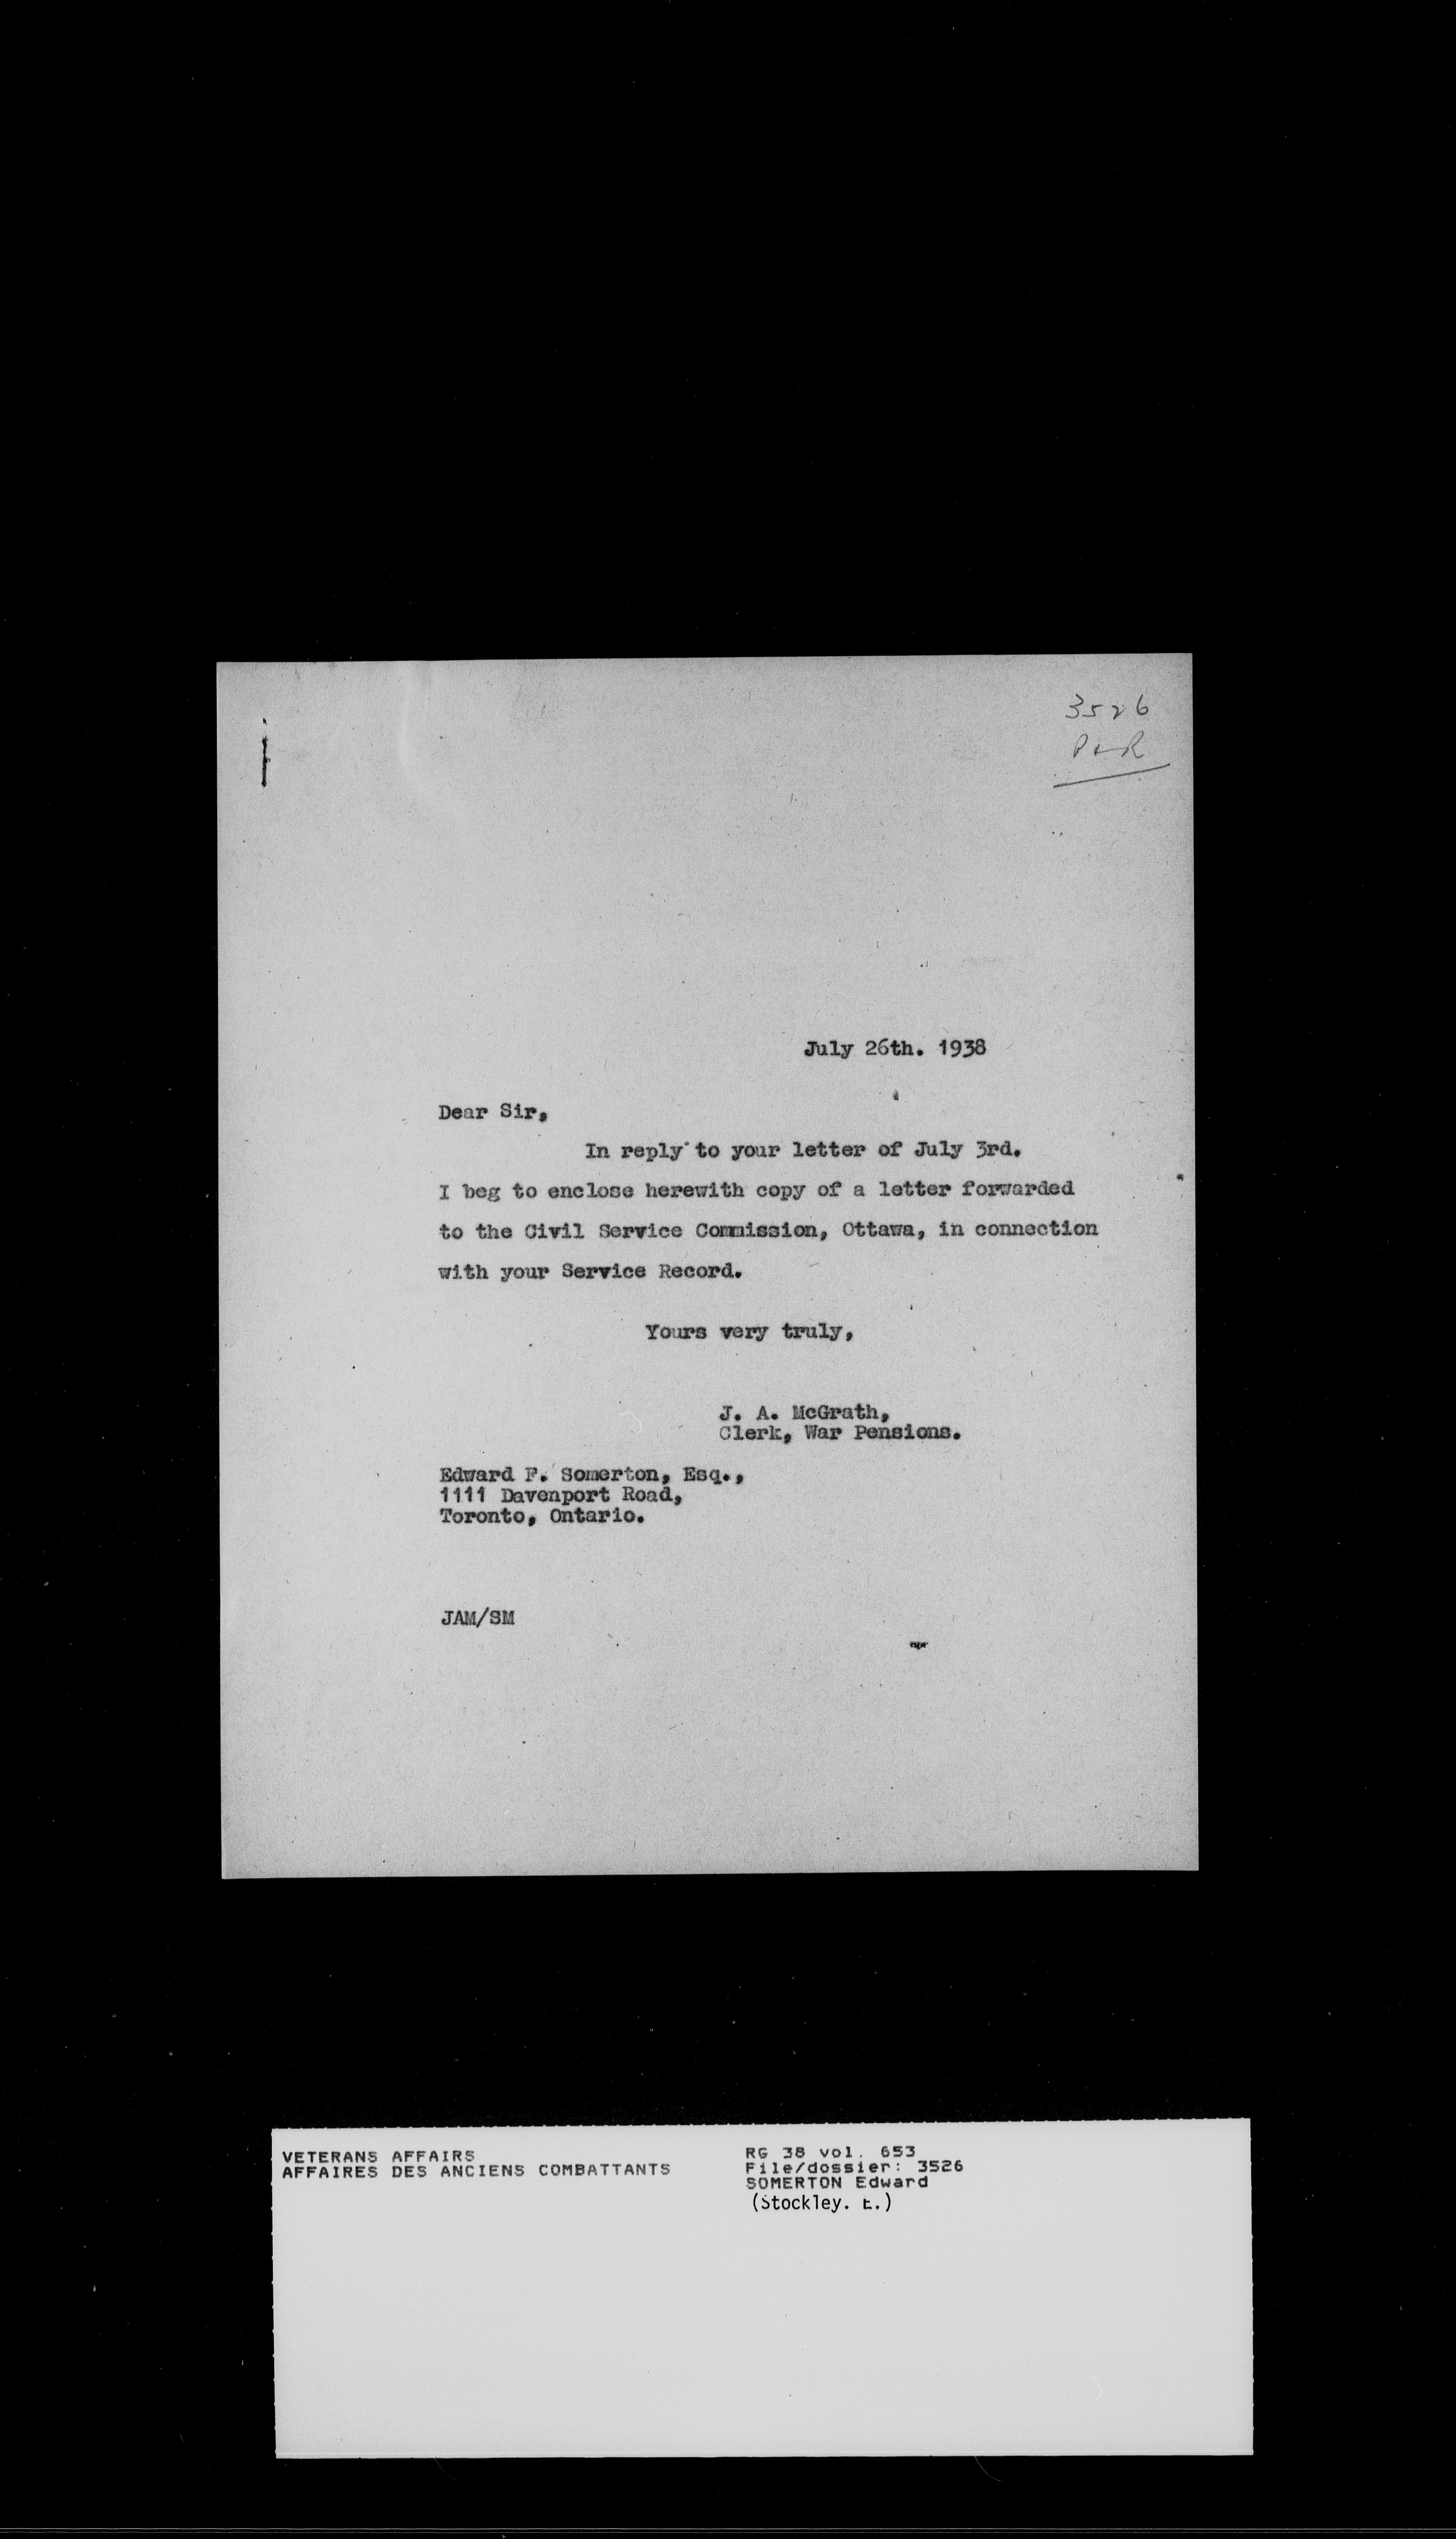 3526
P & R
July 26th. 1938
Dear Sir,
In reply to your letter of July 3rd.
I beg to enclose herewith copy of a letter forwarded
to the Civil Service Commission, Ottawa, in connection
with your Service Record.
Yours very truly,
J. A. McGrath,
Clerk, War Pensions.
Edward F. Somerton, Esq.,
1111 Davenport Road,
Toronto, Ontario.
JAM/SM
VETERANS AFFAIRS
AFFAIRES DES ANCIENS COMBATTANTS
RG 38 vol. 653
File/dossier: 3526
SOMERTON Edward
(Stockley. E.)